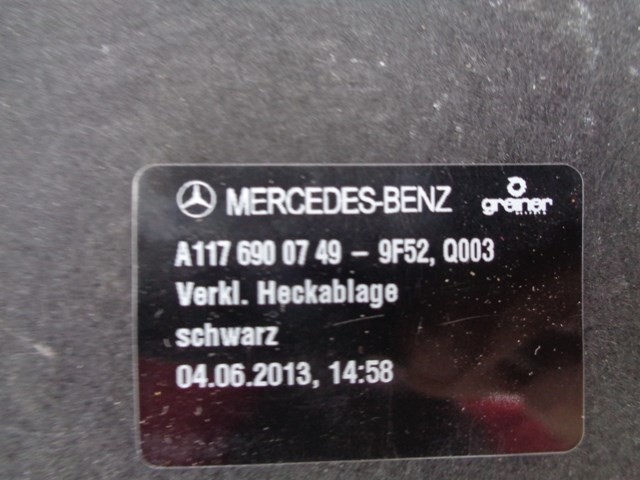 MERCEDES-BENZ greiner
A117 690 07 49 - 9F52, Q003
Verkl. Heckablage
schwarz
04.06.2013, 14:58